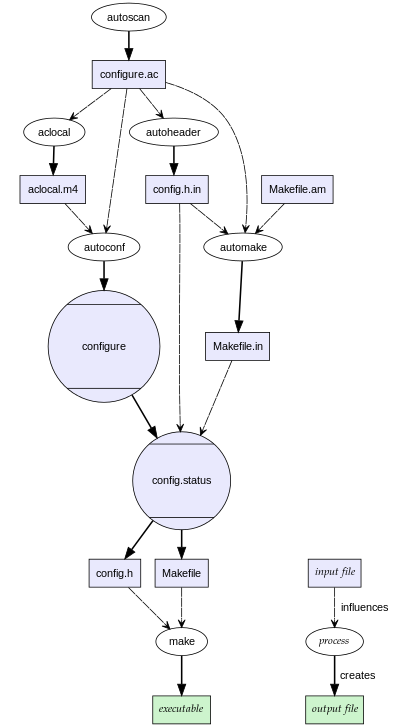 autoscan
configure.ac
aclocal
autoheader
aclocal.m4
config.h.in
Makefile.am
autoconf
automake
configure
Makefile.in
config.status
config.h
Makefile
input file
influences
make
process
creates
executable
output file